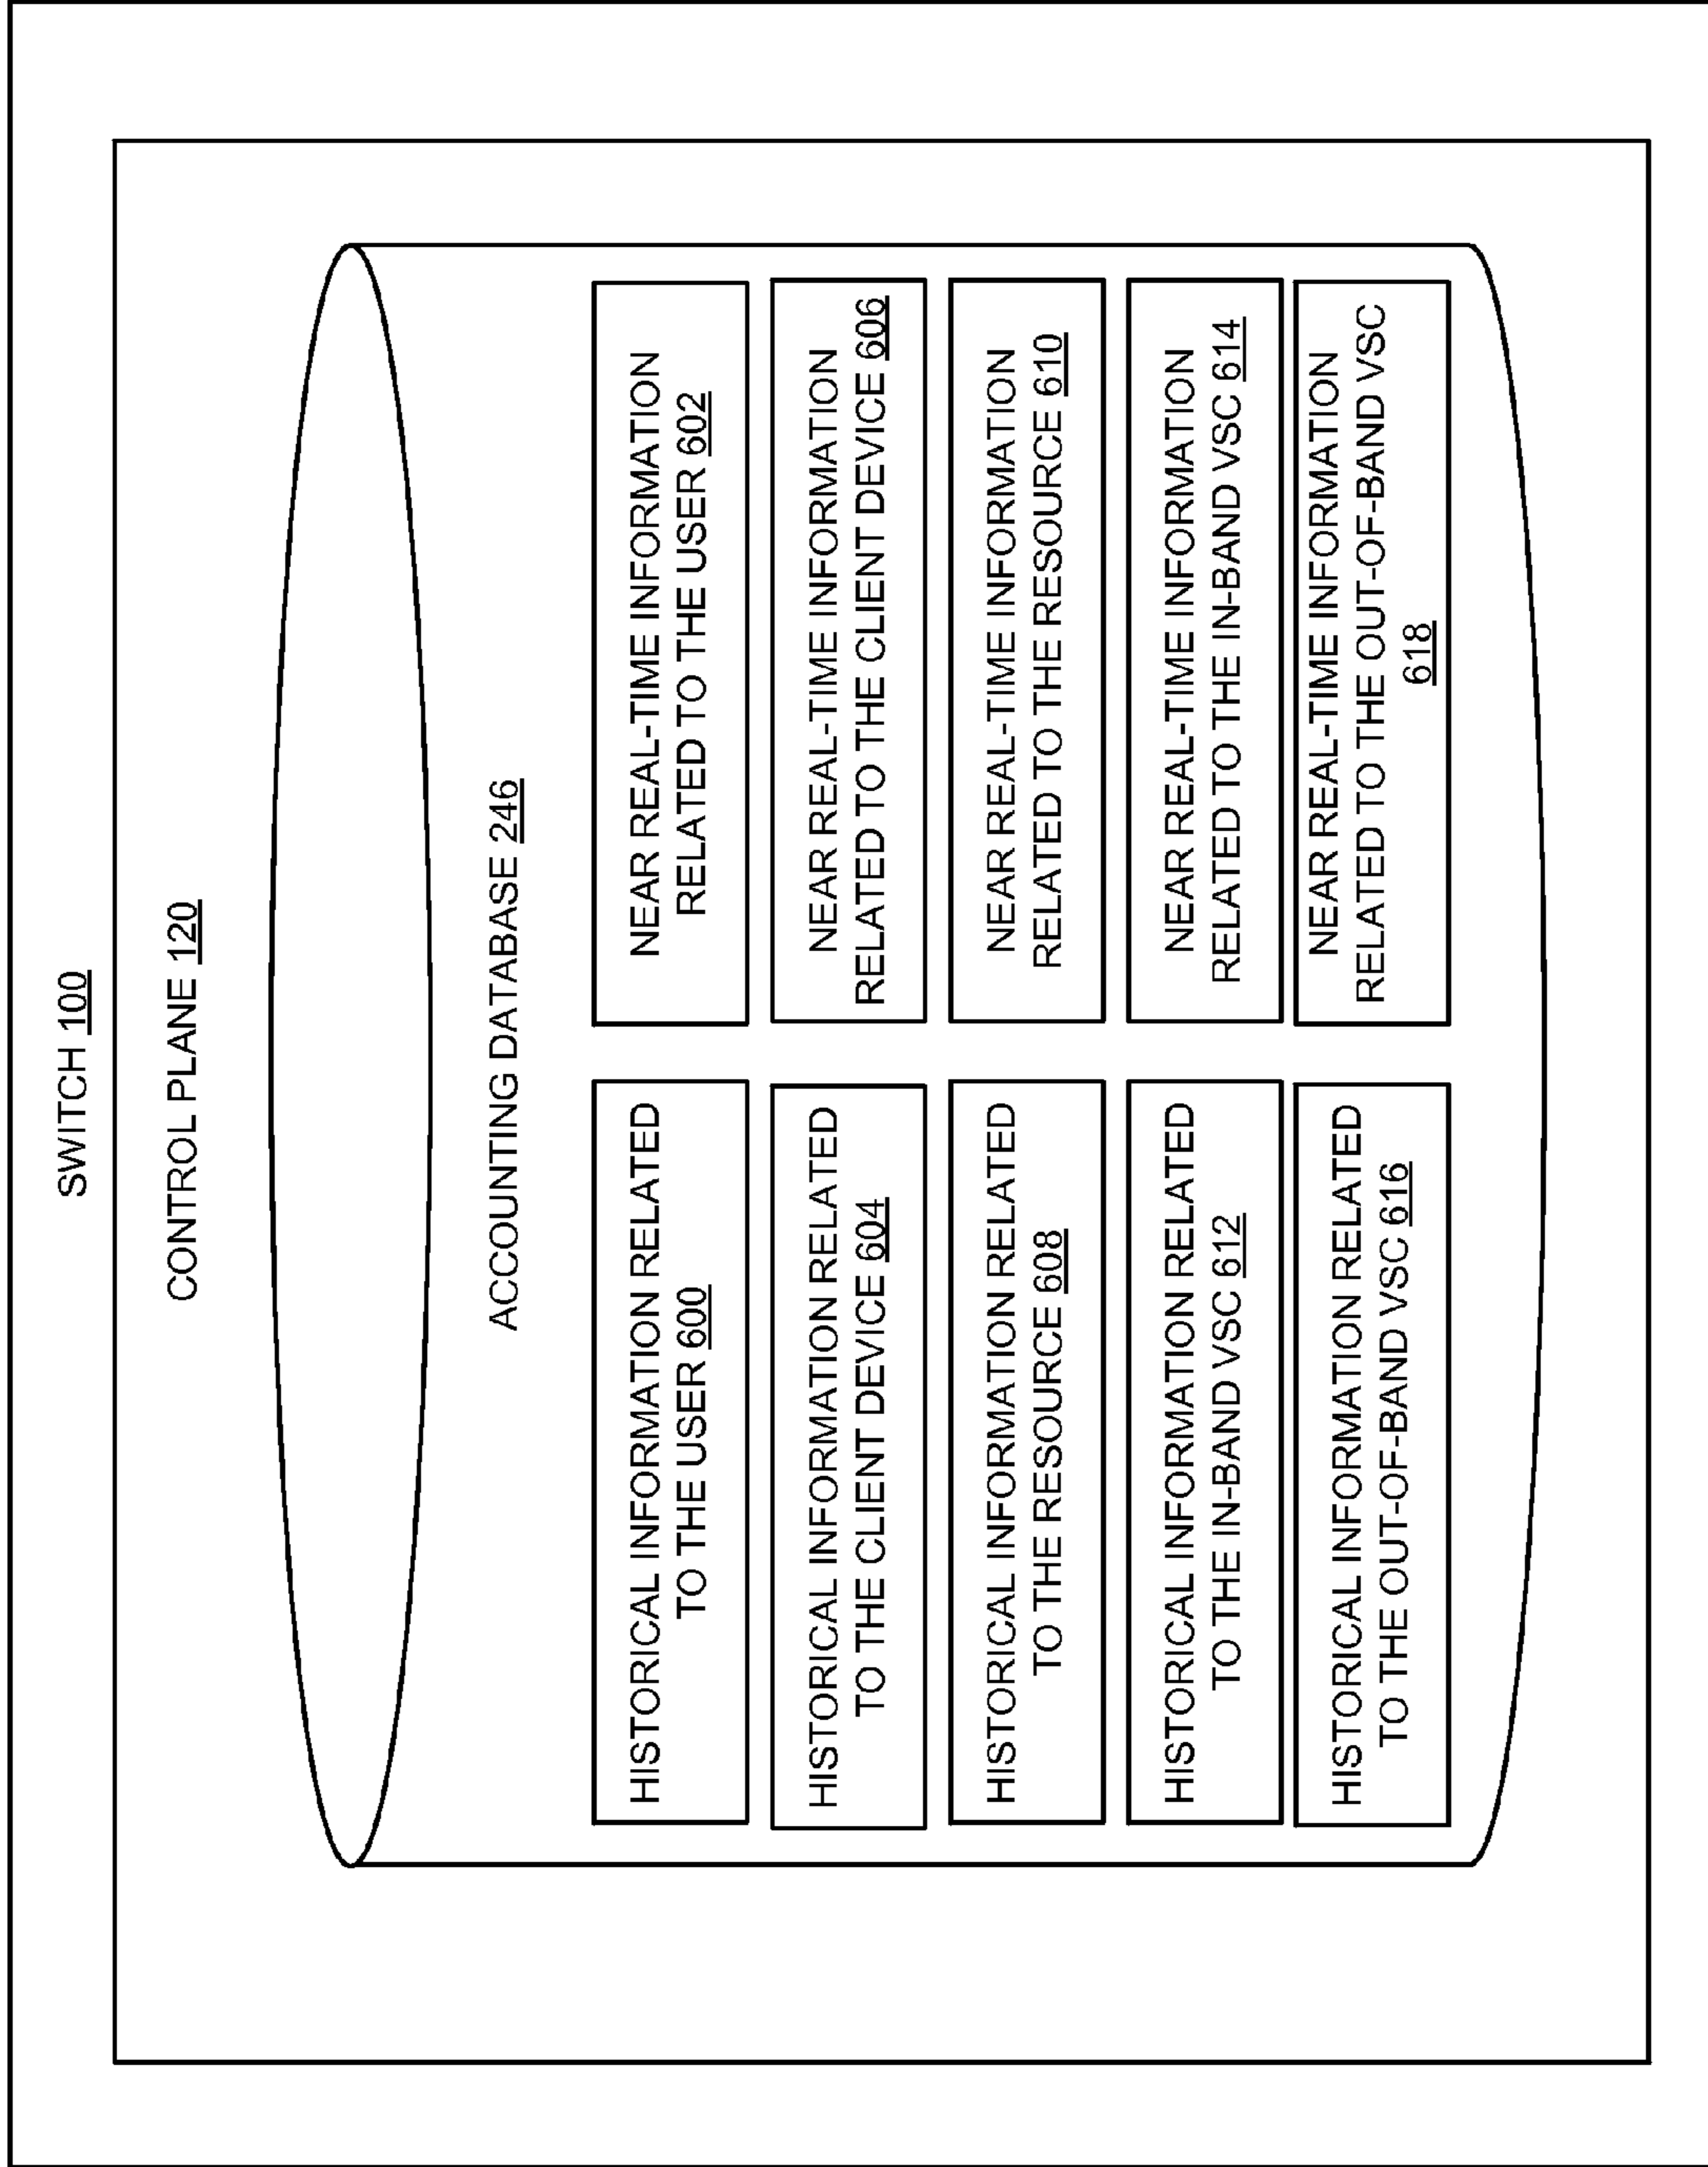 SWITCH 100
CONTROL PLANE 120
ACCOUNTING DATABASE 246
HISTORICAL INFORMATION RELATED
TO THE USER 600
NEAR REAL-TIME INFORMATION
RELATED TO THE USER 602
HISTORICAL INFORMATION RELATED
TO THE CLIENT DEVICE 604
NEAR REAL-TIME INFORMATION
RELATED TO THE CLIENT DEVICE 606
HISTORICAL INFORMATION RELATED
TO THE RESOURCE 608
NEAR REAL-TIME INFORMATION
RELATED TO THE RESOURCE 610
HISTORICAL INFORMATION RELATED
TO THE IN-BAND VSC 612
NEAR REAL-TIME INFORMATION
RELATED TO THE IN-BAND VSC 614
HISTORICAL INFORMATION RELATED
TO THE OUT-OF-BAND VSC 616
NEAR REAL-TIME INFORMATION
RELATED TO THE OUT-OF-BAND VSC
618